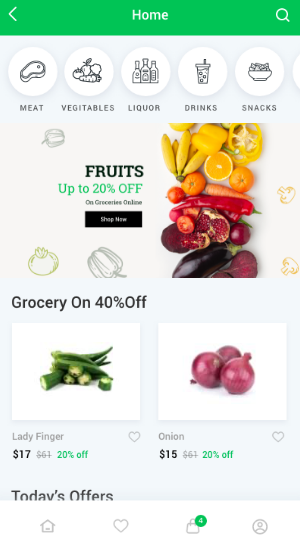 Home
MEAT
VEGITABLES
LIQUOR
DRINKS
SNACKS
FRUITS
Up to 20% OFF
On Groceries Online
Shop Now
Grocery On 40%Off
Lady Finger
$17 $61 20% off
Onion
$15 $61 20% off
Today's Offers
4